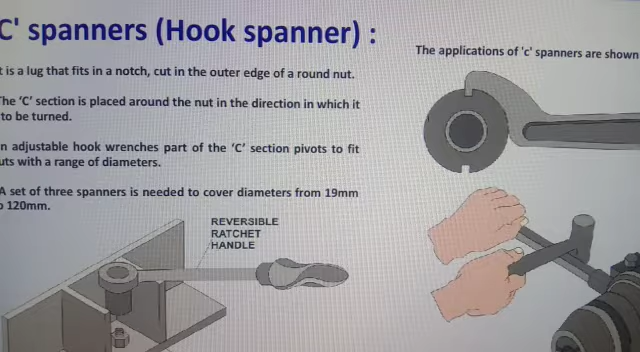 C' spanners (Hook spanner) :
t is a lug that fits in a notch, cut in the outer edge of a round nut.
The 'C' section is placed around the nut in the direction in which it
to be turned.
n adjustable hook wrenches part of the 'C' section pivots to fit
uts with a range of diameters.
A set of three spanners is needed to cover diameters from 19mm
o 120mm.
REVERSIBLE
RATCHET
HANDLE
The applications of 'c' spanners are shown